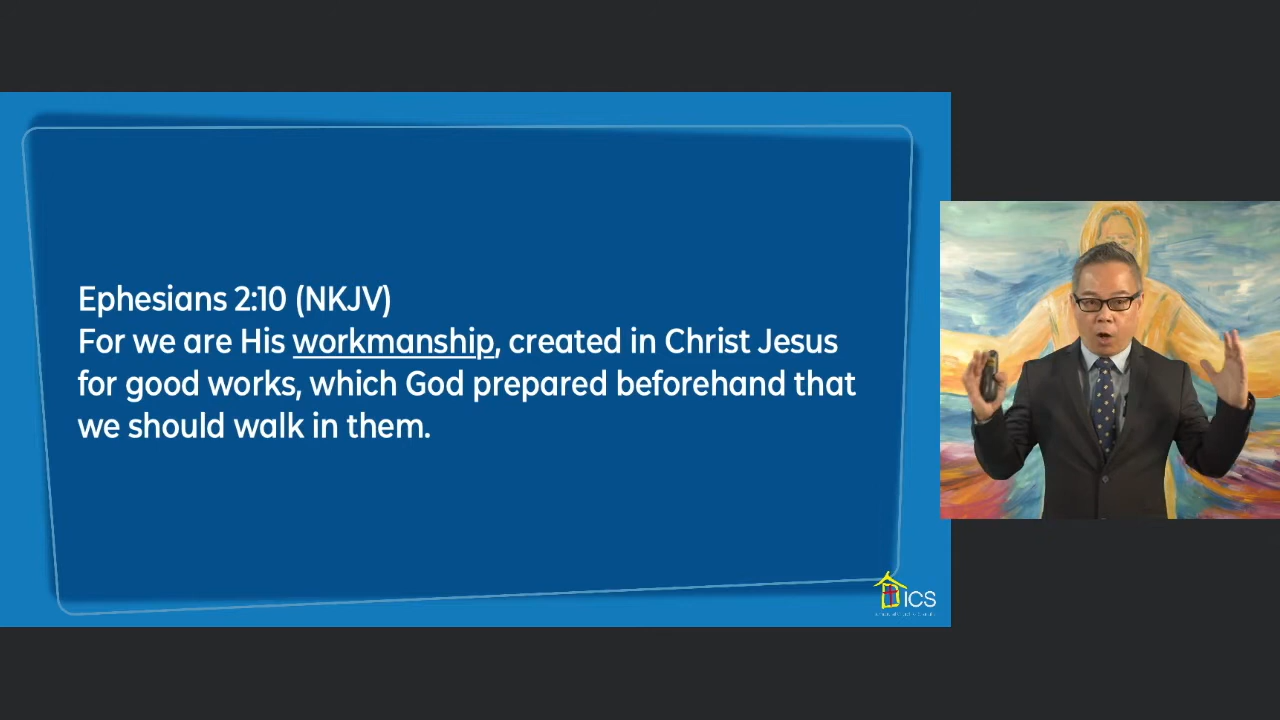 Ephesians 2:10 (NKJV)
For we are His workmanship, created in Christ Jesus
for good works, which God prepared beforehand that
we should walk in them.
ICS